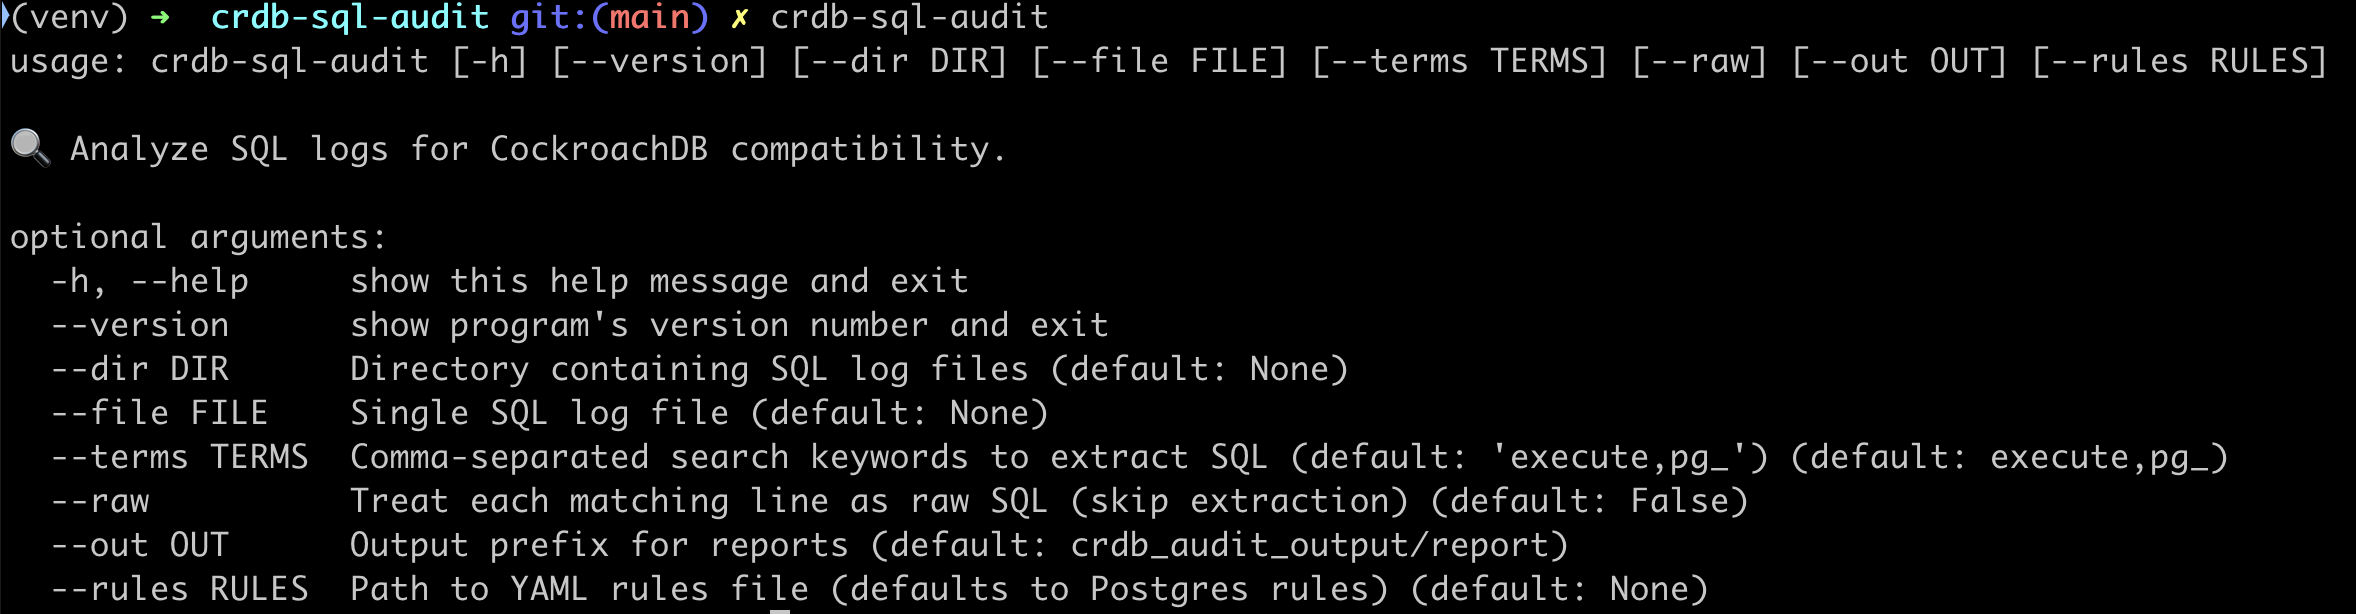 (venv) ➜  crdb-sql-audit git:(main) ✗ crdb-sql-audit
usage: crdb-sql-audit [-h] [--version] [--dir DIR] [--file FILE] [--terms TERMS] [--raw] [--out OUT] [--rules RULES]
🔍 Analyze SQL logs for CockroachDB compatibility.
optional arguments:
  -h, --help     show this help message and exit
  --version      show program's version number and exit
  --dir DIR      Directory containing SQL log files (default: None)
  --file FILE    Single SQL log file (default: None)
  --terms TERMS  Comma-separated search keywords to extract SQL (default: 'execute,pg_') (default: execute,pg_)
  --raw          Treat each matching line as raw SQL (skip extraction) (default: False)
  --out OUT      Output prefix for reports (default: crdb_audit_output/report)
  --rules RULES  Path to YAML rules file (defaults to Postgres rules) (default: None)